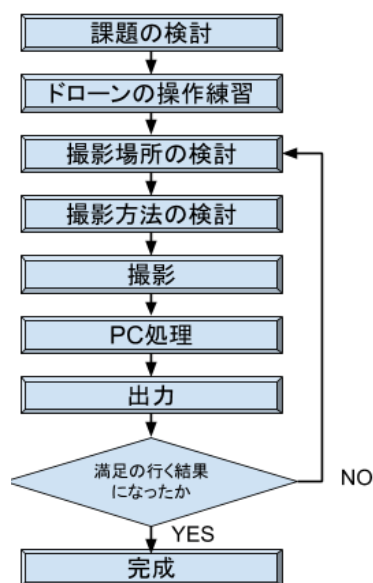 課題の検討
ドローンの操作練習
撮影場所の検討
撮影方法の検討
撮影
PC処理
出力
満足の行く結果
になったか
NO
YES
完成